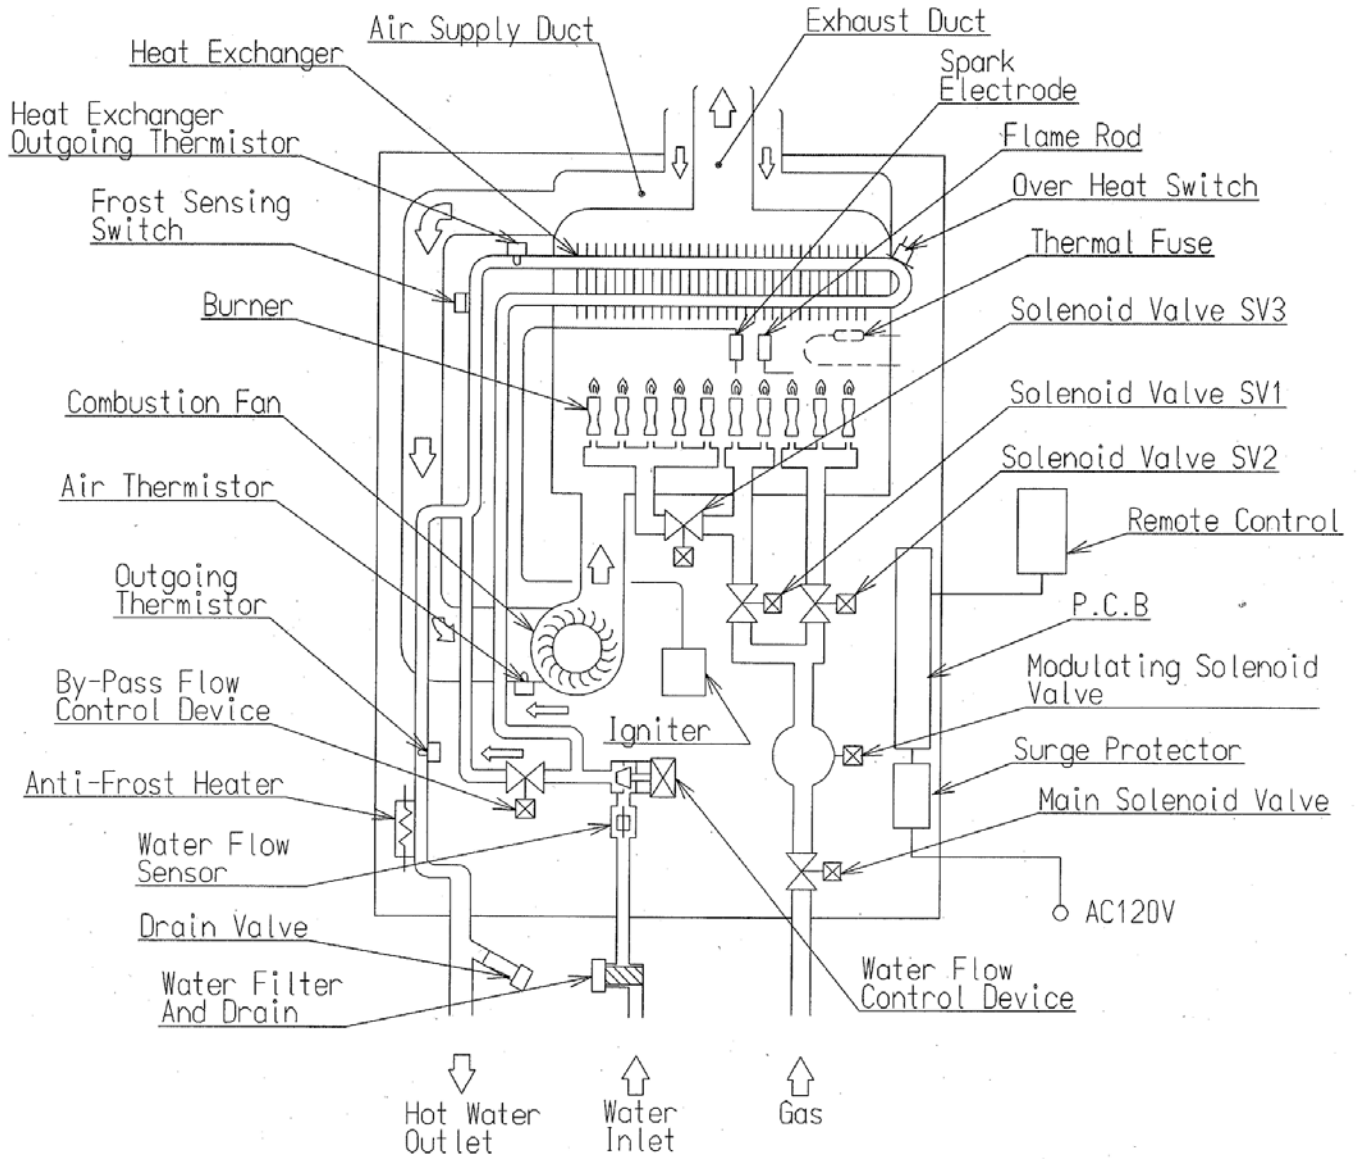 Air Supply Duct
Exhaust Duct
Heat Exchanger
Spark
Electrode
Heat Exchanger
Outgoing Thermistor
Flame Rod
Over Heat Switch
Frost Sensing
Switch
Thermal Fuse
Burner
Solenoid Valve SV3
Combustion Fan
Solenoid Valve SV1
Air Thermistor
Solenoid Valve SV2
Remote Control
Outgoing
Thermistor
P.C.B
By-Pass Flow
Control Device
Modulating Solenoid
Valve
Igniter
Surge Protector
Anti-Frost Heater
Main Solenoid Valve
Water Flow
Sensor
AC120V
Drain Valve
Water Filter
And Drain
Water Flow
Control Device
Hot Water
Outlet
Water
Inlet
Gas